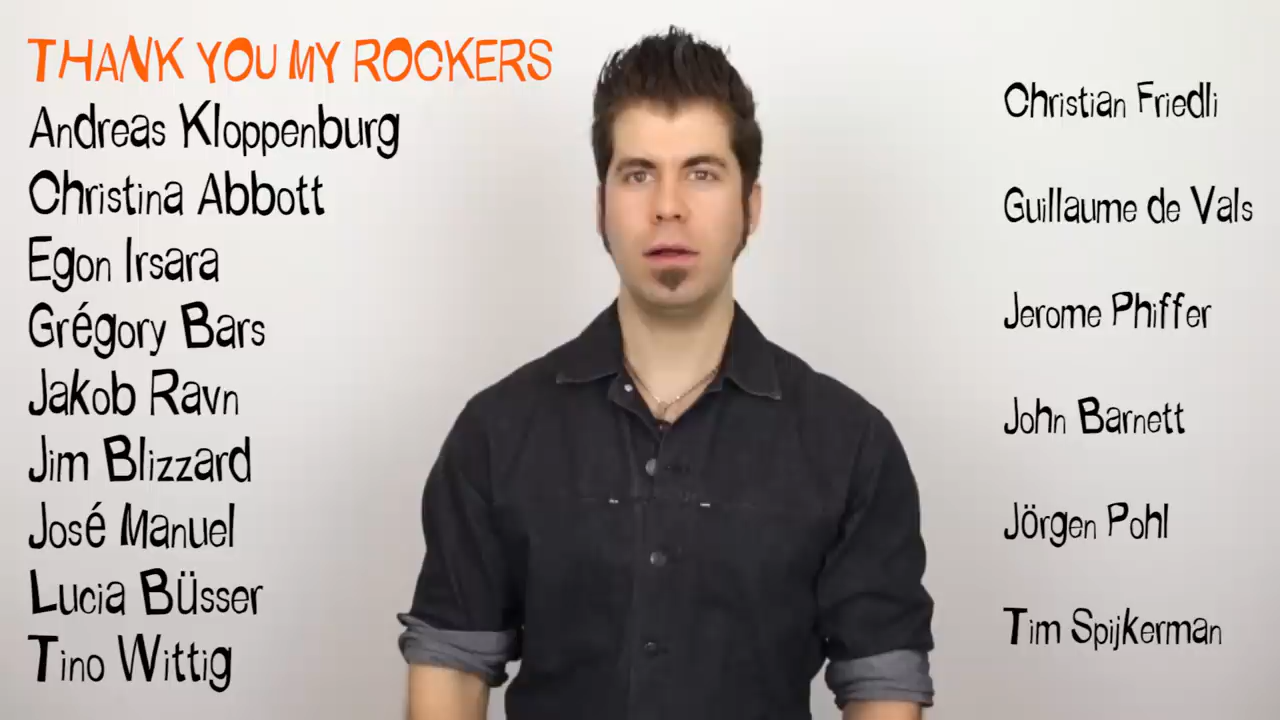 THANK YOU MY ROCKERS
Andreas Kloppenburg
Christina Abbott
Egon Irsara
Grégory Bars
Jakob Ravn
Jim Blizzard
José Manuel
Lucia Büsser
Tino Wittig
Christian Friedli
Guillaume de Vals
Jerome Phiffer
John Barnett
Jörgen Pohl
Tim Spijkerman